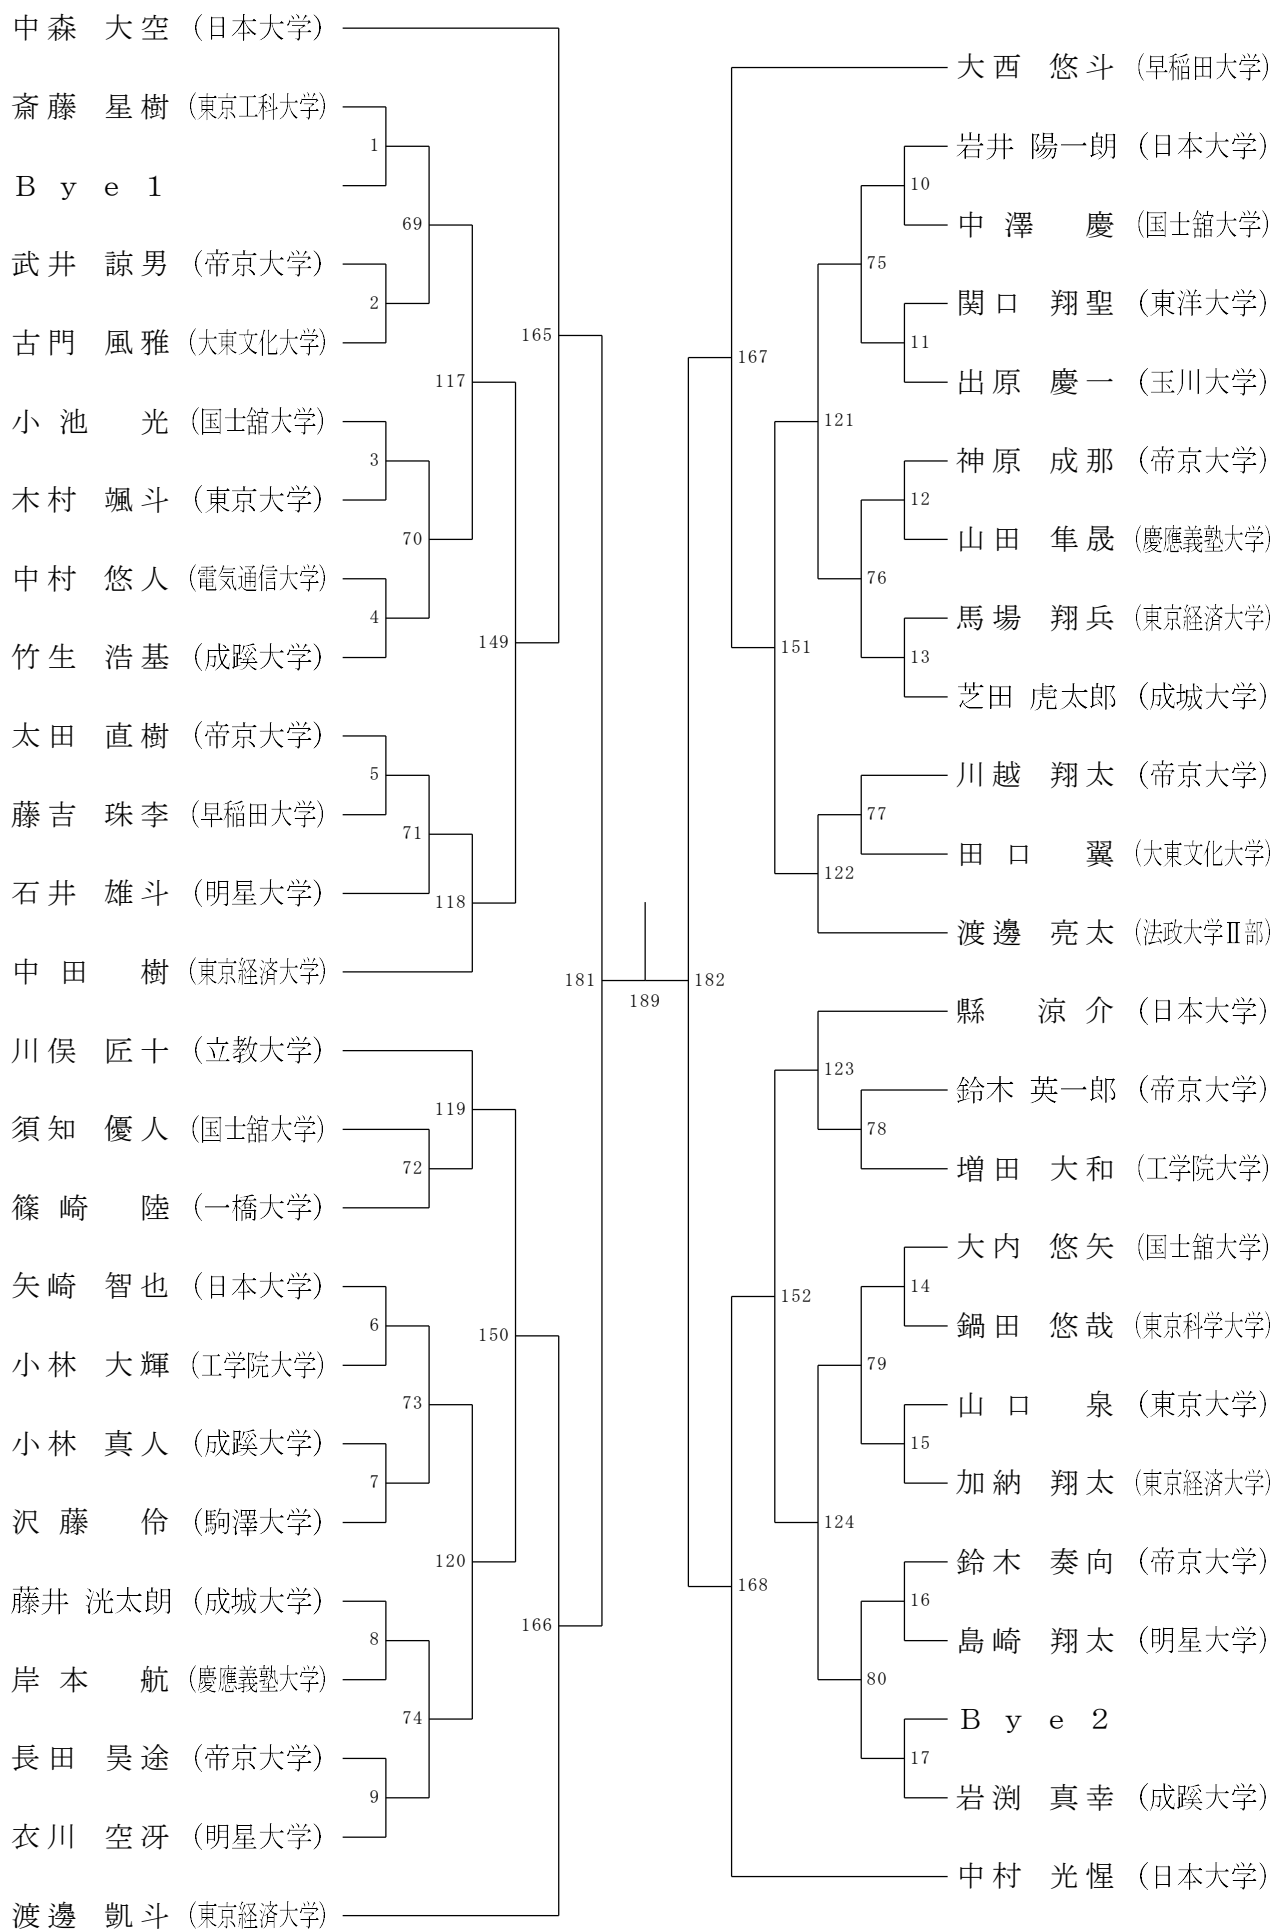 中森 大空 (日本大学)
斎藤 星樹 (東京工科大学)
1
Bye1
69
武井 諒男 (帝京大学)
2
古門 風雅 (大東文化大学)
165
117
小池 光 (国士舘大学)
3
木村 颯斗 (東京大学)
70
中村 悠人 (電気通信大学)
4
149
竹生 浩基 (成蹊大学)
太田 直樹 (帝京大学)
5
藤吉 珠李 (早稲田大学)
71
石井 雄斗 (明星大学)
118
中田 樹 (東京経済大学)
181
189
川俣 匠十 (立教大学)
119
須知 優人 (国士舘大学)
72
篠崎 陸 (一橋大学)
矢崎 智也 (日本大学)
6
150
小林 大輝 (工学院大学)
73
小林 真人 (成蹊大学)
7
沢藤 伶 (駒澤大学)
120
藤井 洸太朗 (成城大学)
166
8
岸本 航 (慶應義塾大学)
74
長田 昊途 (帝京大学)
9
衣川 空冴 (明星大学)
渡邊 凱斗 (東京経済大学)
大西 悠斗 (早稲田大学)
岩井 陽一朗 (日本大学)
10
中澤 慶 (国士舘大学)
75
関口 翔聖 (東洋大学)
11
167
出原 慶一 (玉川大学)
121
神原 成那 (帝京大学)
12
山田 隼晟 (慶應義塾大学)
76
馬場 翔兵 (東京経済大学)
151
13
芝田 虎太郎 (成城大学)
川越 翔太 (帝京大学)
77
田口 翼 (大東文化大学)
122
渡邊 亮太 (法政大学Ⅱ部)
182
縣 涼介 (日本大学)
123
鈴木 英一郎 (帝京大学)
78
増田 大和 (工学院大学)
大内 悠矢 (国士舘大学)
14
152
鍋田 悠哉 (東京科学大学)
79
山口 泉 (東京大学)
15
加納 翔太 (東京経済大学)
124
鈴木 奏向 (帝京大学)
168
16
島崎 翔太 (明星大学)
80
Bye2
17
岩渕 真幸 (成蹊大学)
中村 光惺 (日本大学)